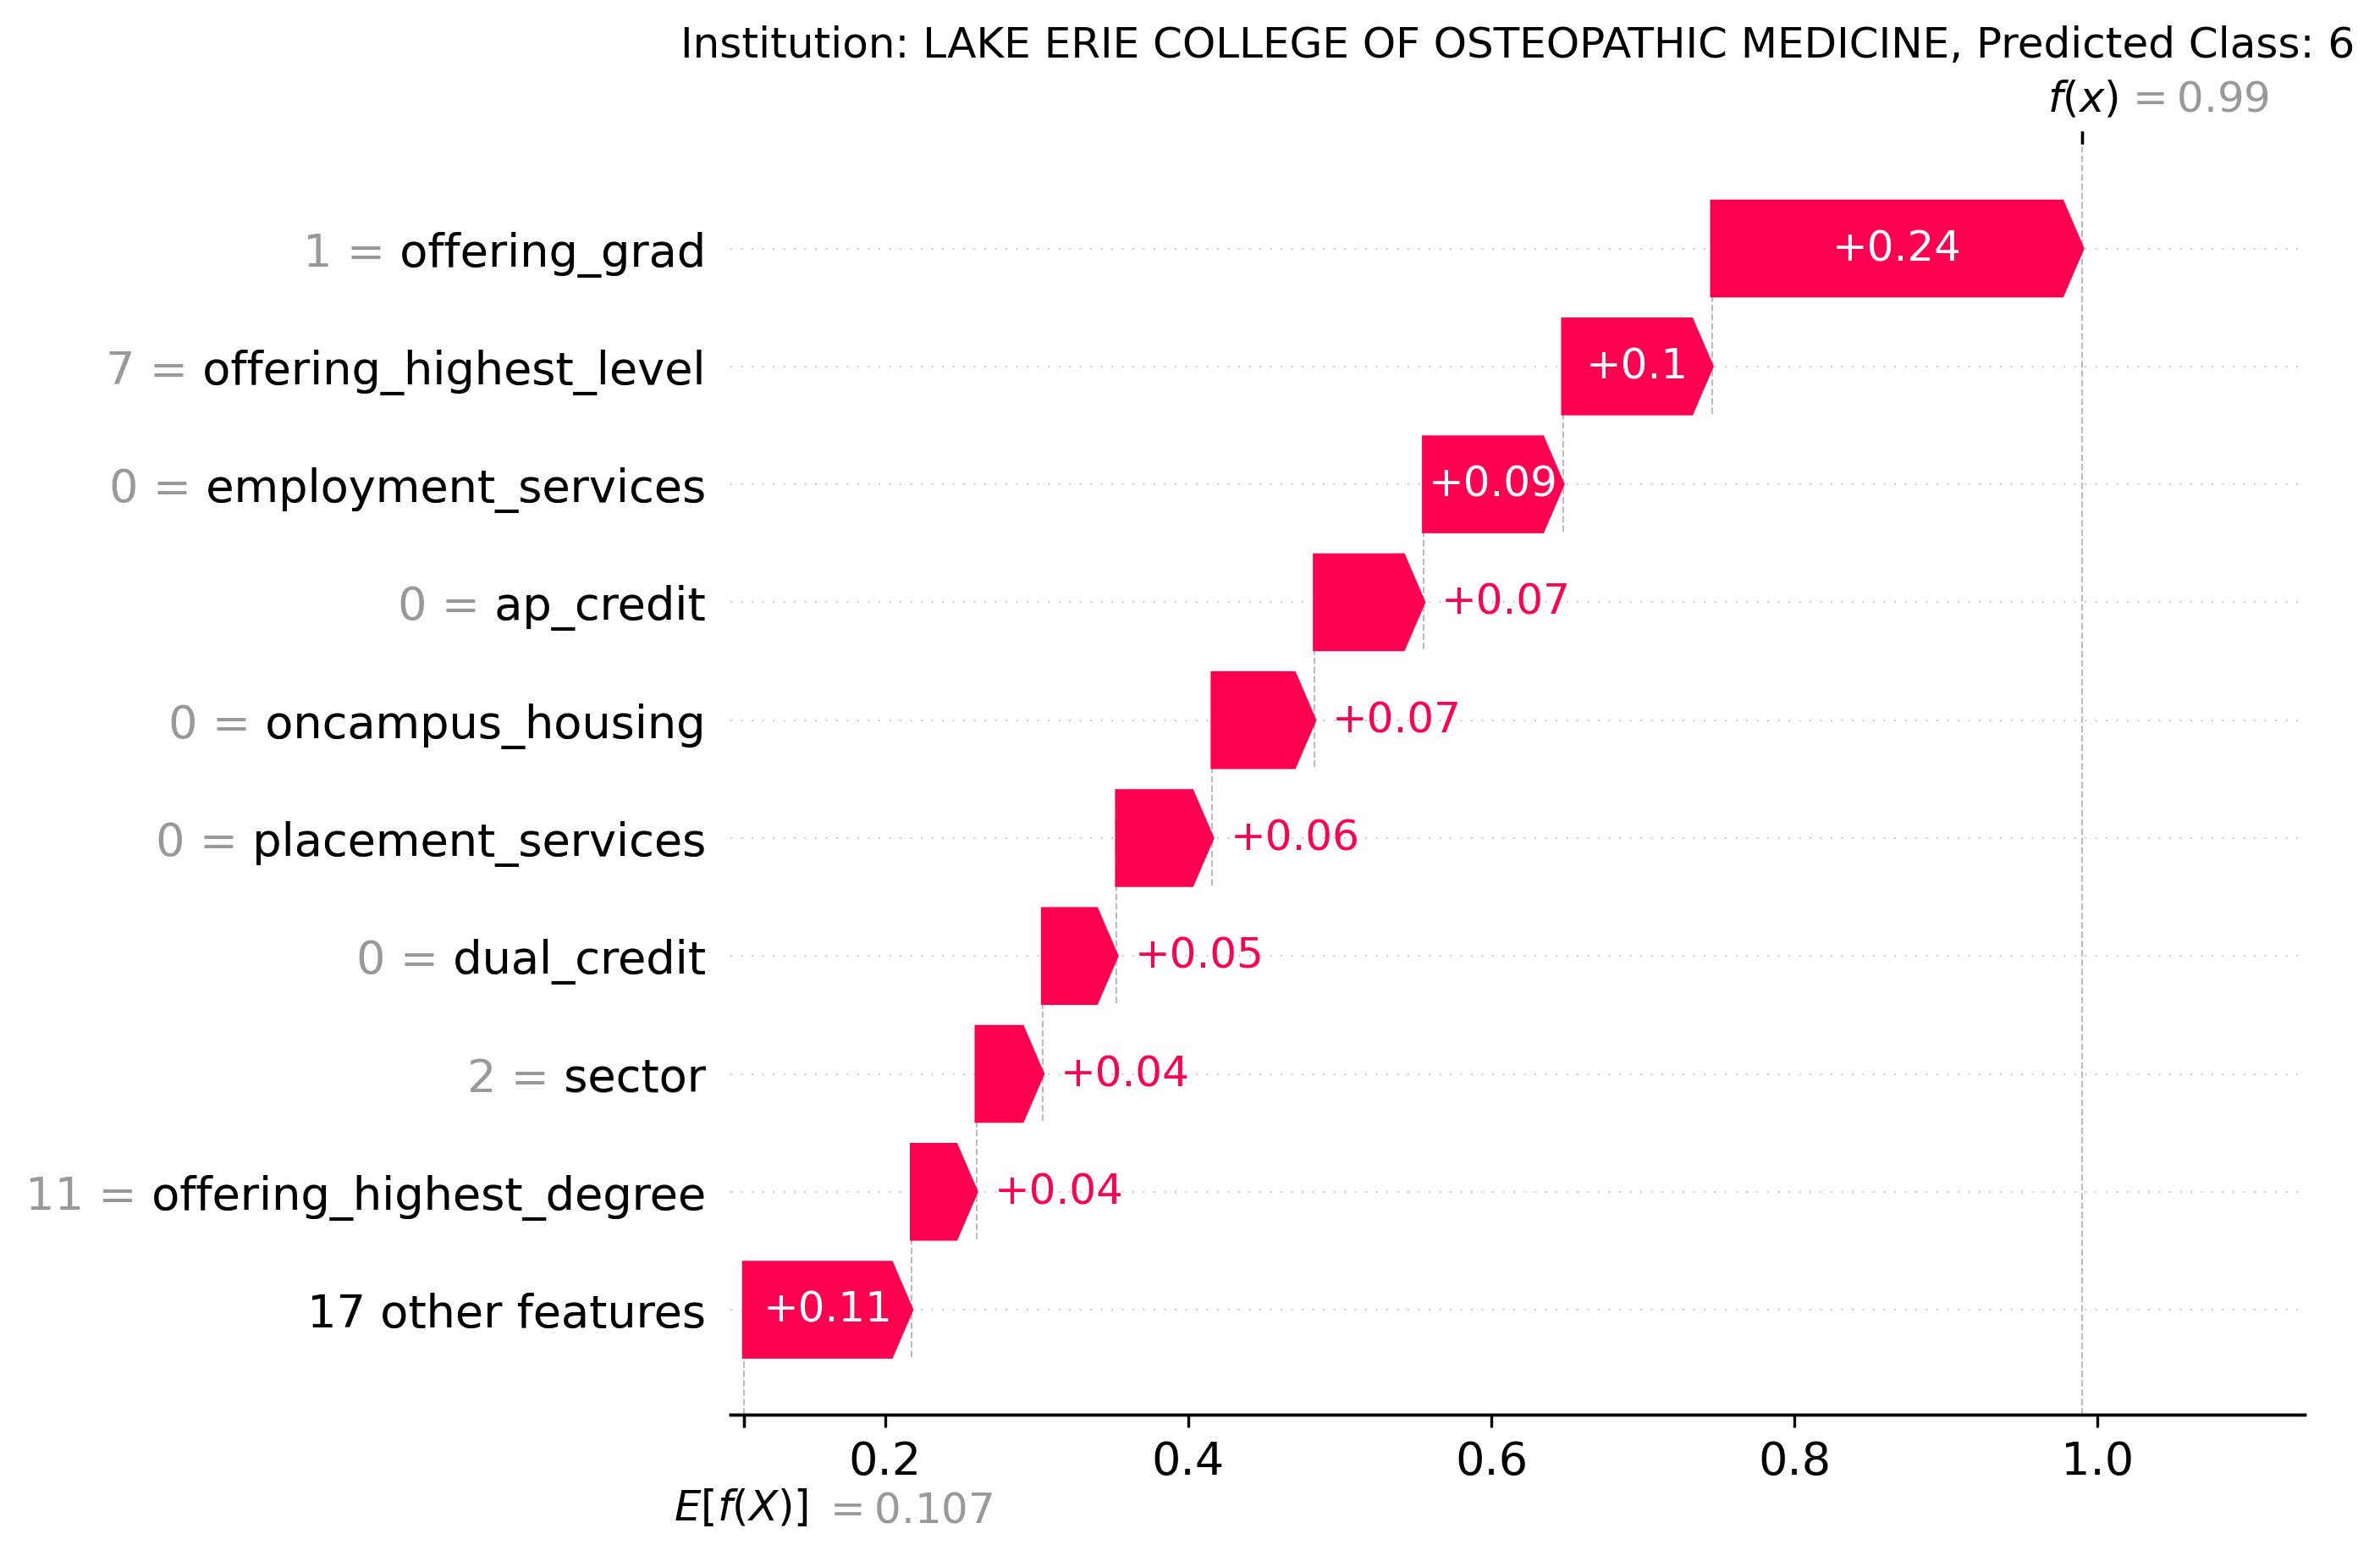 Institution: LAKE ERIE COLLEGE OF OSTEOPATHIC MEDICINE, Predicted Class: 6
f(x) = 0.99
1 = offering_grad +0.24
7 = offering_highest_level +0.1
0 = employment_services +0.09
0 = ap_credit +0.07
0 = oncampus_housing +0.07
0 = placement_services +0.06
0 = dual_credit +0.05
2 = sector +0.04
11 = offering_highest_degree +0.04
17 other features +0.11
0.2 0.4 0.6 0.8 1.0
E[f(X)] = 0.107